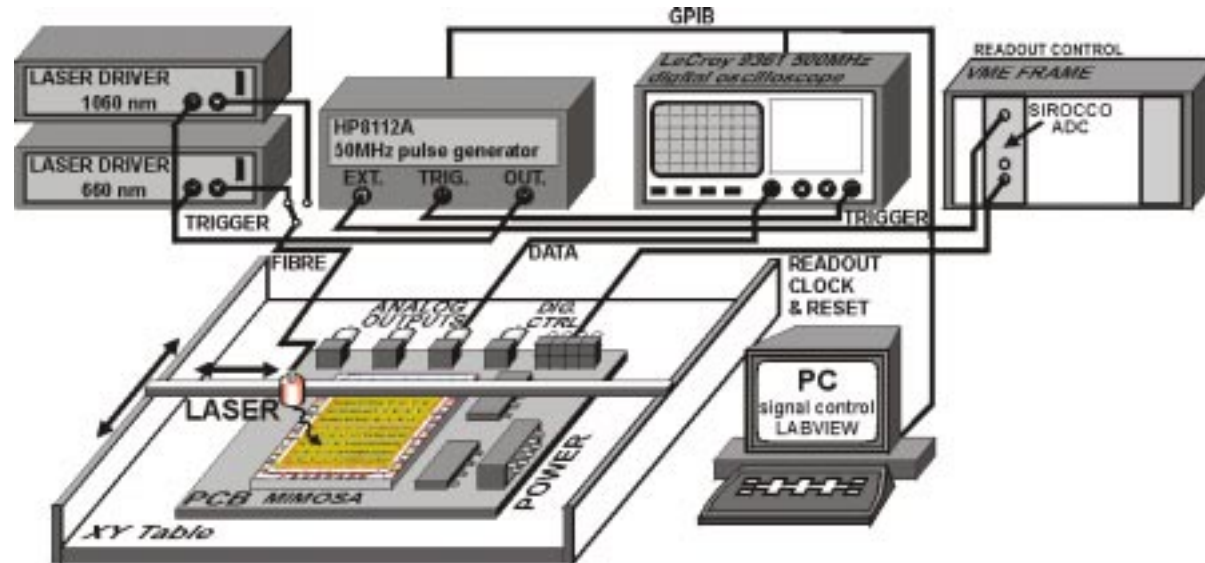 GPIB
LASER DRIVER
1060 nm
LASER DRIVER
660 nm
TRIGGER
HP8112A
50MHz pulse generator
EXT. TRIG. OUT.
LeCroy 9361 500MHz
digital oscilloscope
TRIGGER
READOUT CONTROL
VME FRAME
SIROCCO
ADC
FIBRE
DATA
READOUT
CLOCK
& RESET
ANALOG
OUTPUTS
DIG.
CTRL
LASER
POWER
PCB MIMOSA
XY Table
PC
signal control
LABVIEW